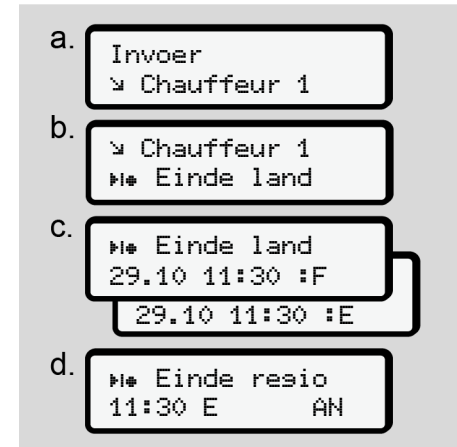 a.
Invoer
↘ Chauffeur 1
b.
↘ Chauffeur 1
Einde land
c.
Einde land
29.10 11:30 :F
29.10 11:30 :E
d.
Einde regio
11:30 E AN